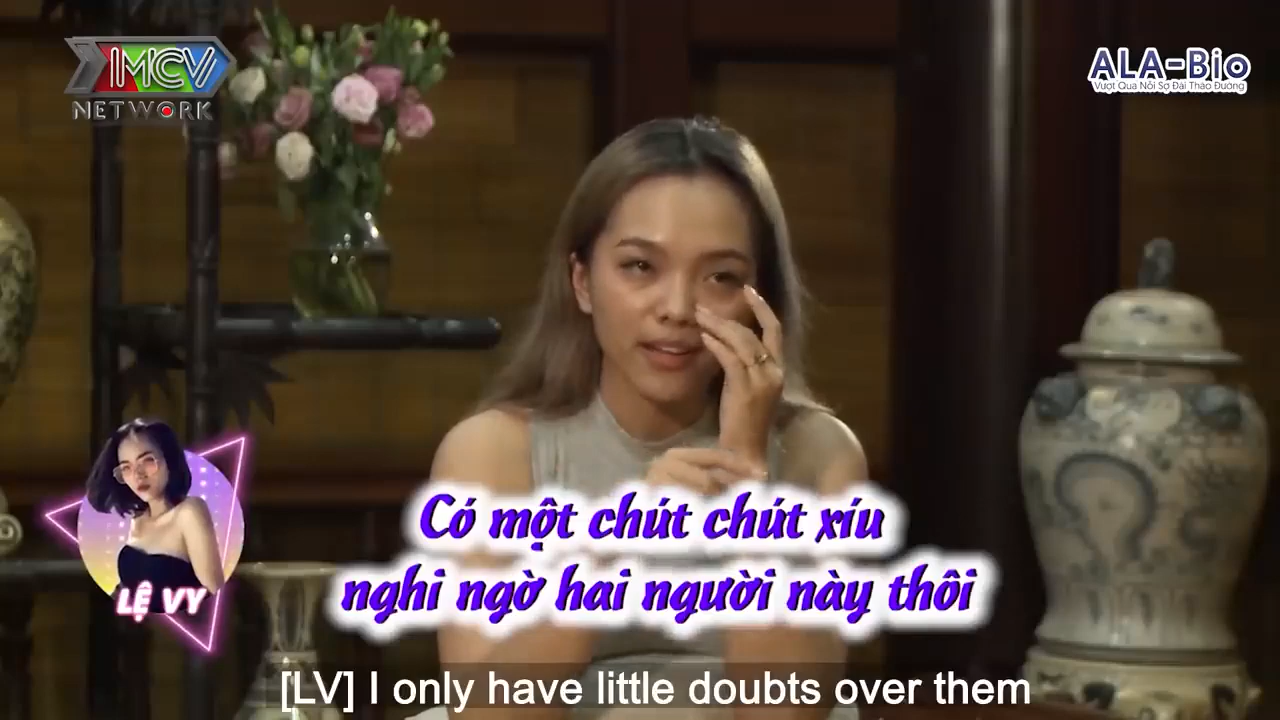 MCV
NETWORK
ALA-Bio
Vượt Qua Nỗi Sợ Đái Tháo Đường
Có một chút chút xíu
nghi ngờ hai người này thôi
LỆ VY
[LV] I only have little doubts over them